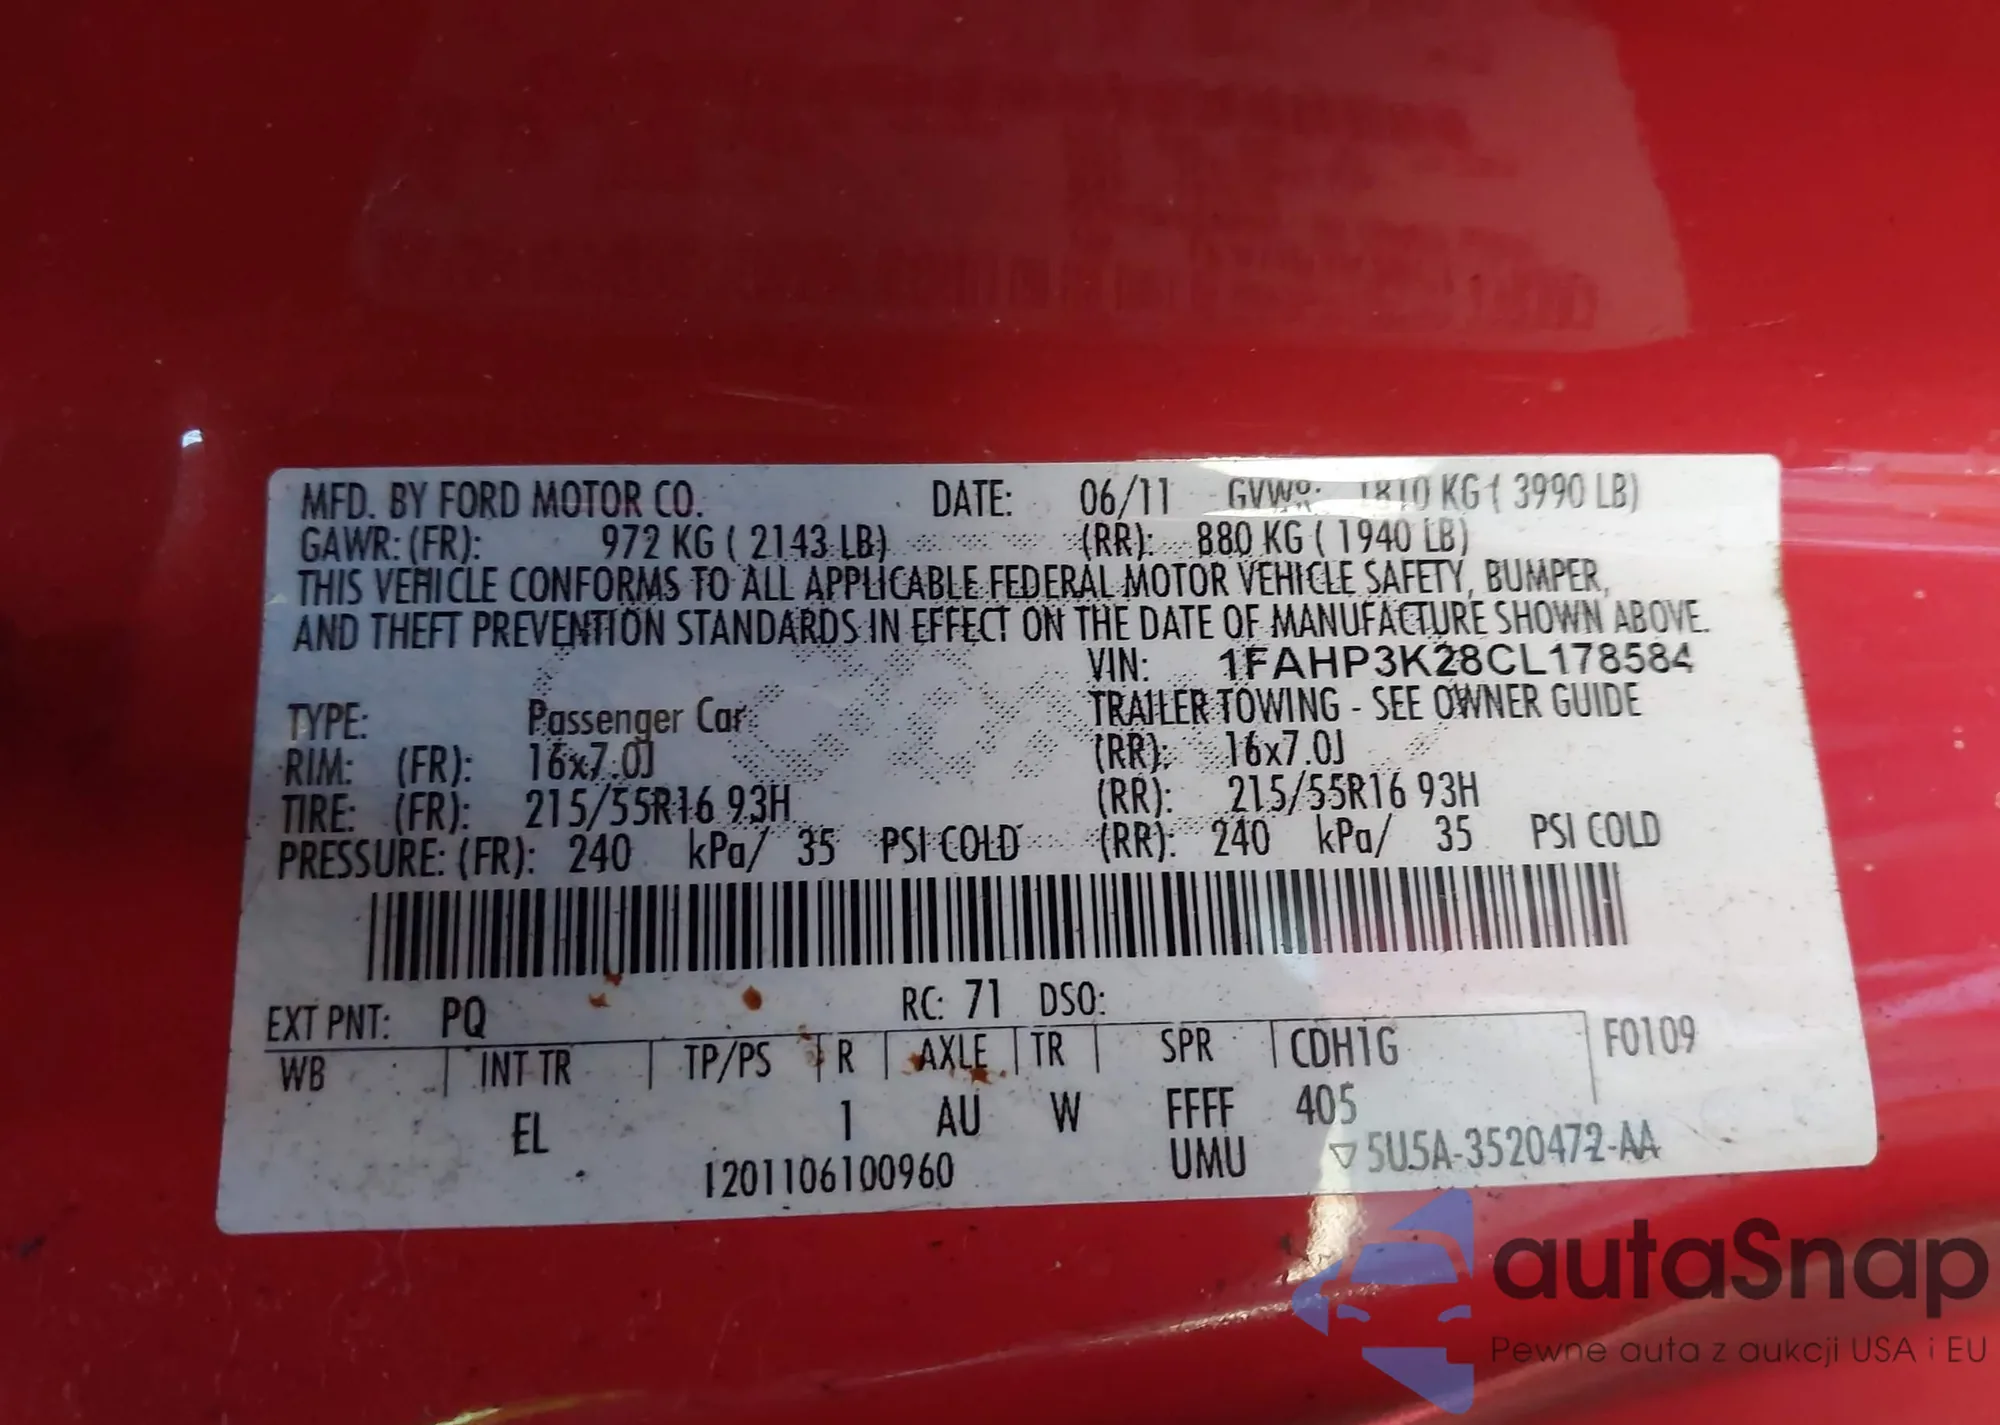 MFD. BY FORD MOTOR CO. DATE: 06/11 GVWR: 1810 KG ( 3990 LB)
GAWR: (FR): 972 KG ( 2143 LB) (RR): 880 KG ( 1940 LB)
THIS VEHICLE CONFORMS TO ALL APPLICABLE FEDERAL MOTOR VEHICLE SAFETY, BUMPER,
AND THEFT PREVENTION STANDARDS IN EFFECT ON THE DATE OF MANUFACTURE SHOWN ABOVE.
VIN: 1FAHP3K28CL178584
TYPE: Passenger Car TRAILER TOWING - SEE OWNER GUIDE
RIM: (FR): 16x7.0J (RR): 16x7.0J
TIRE: (FR): 215/55R16 93H (RR): 215/55R16 93H
PRESSURE: (FR): 240 kPa/ 35 PSI COLD (RR): 240 kPa/ 35 PSI COLD
EXT PNT: PQ RC: 71 DSO:
WB INT TR TP/PS R AXLE TR SPR CDH1G F0109
EL 1 AU W FFFF 405
1201106100960 UMU ▽5U5A-3520472-AA
autaSnap
Pewne auta z aukcji USA i EU